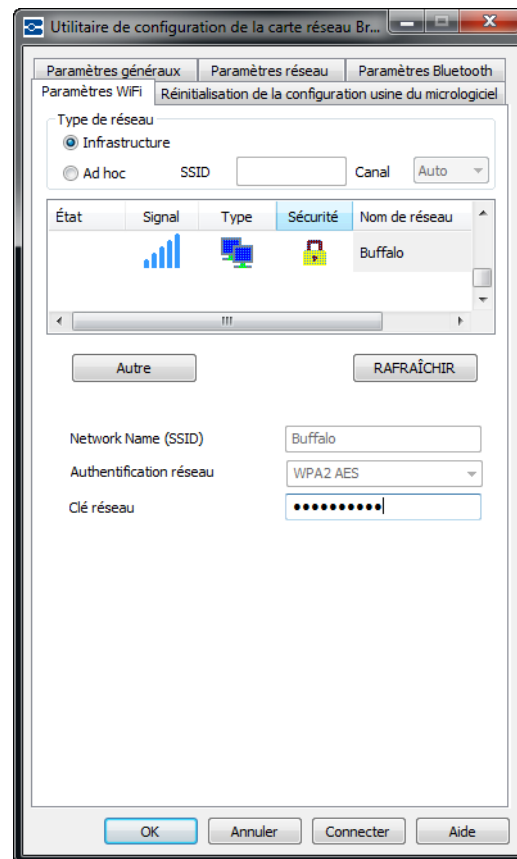 Utilitaire de configuration de la carte réseau Br...
Paramètres généraux Paramètres réseau Paramètres Bluetooth
Paramètres WiFi Réinitialisation de la configuration usine du micrologiciel
Type de réseau
Infrastructure
Ad hoc SSID Canal Auto
État Signal Type Sécurité Nom de réseau
Buffalo
Autre RAFRAÎCHIR
Network Name (SSID) Buffalo
Authentification réseau WPA2 AES
Clé réseau ●●●●●●●●●●
OK Annuler Connecter Aide